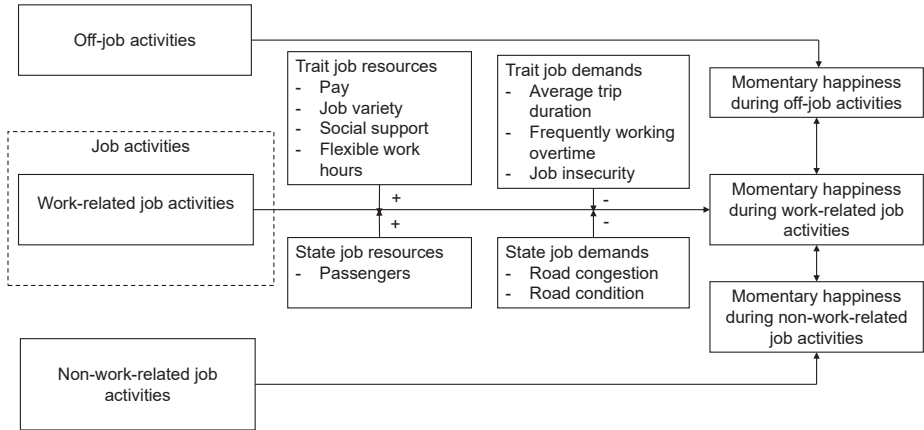 Off-job activities
Trait job resources
- Pay
- Job variety
- Social support
- Flexible work
hours
Trait job demands
- Average trip
duration
- Frequently working
overtime
- Job insecurity
Momentary happiness
during off-job activities
Job activities
Work-related job activities
+
+
-
-
Momentary happiness
during work-related job
activities
State job resources
- Passengers
State job demands
- Road congestion
- Road condition
Momentary happiness
during non-work-related
job activities
Non-work-related job
activities